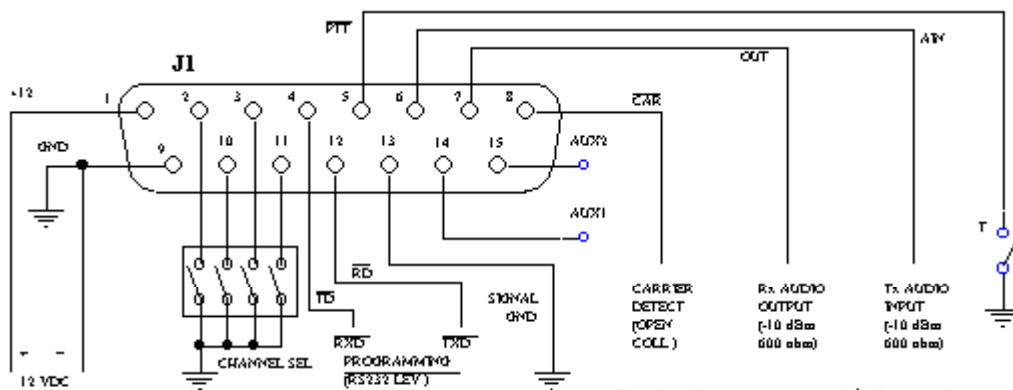 PTT
AIN
OUT
J1
+12
1 2 3 4 5 6 7 8
CAR
GND
9 10 11 12 13 14 15
AUX2
AUX1
T
RD
TD
SIGNAL
GND
CARRIER
DETECT
(OPEN
COLL )
Rx AUDIO
OUTPUT
(-10 dBm
600 ohm)
Tx AUDIO
INPUT
(-10 dBm
600 ohm)
RXD
TXD
CHANNEL SEL
PROGRAMMING
(RS232 LEV )
+ -
12 VDC